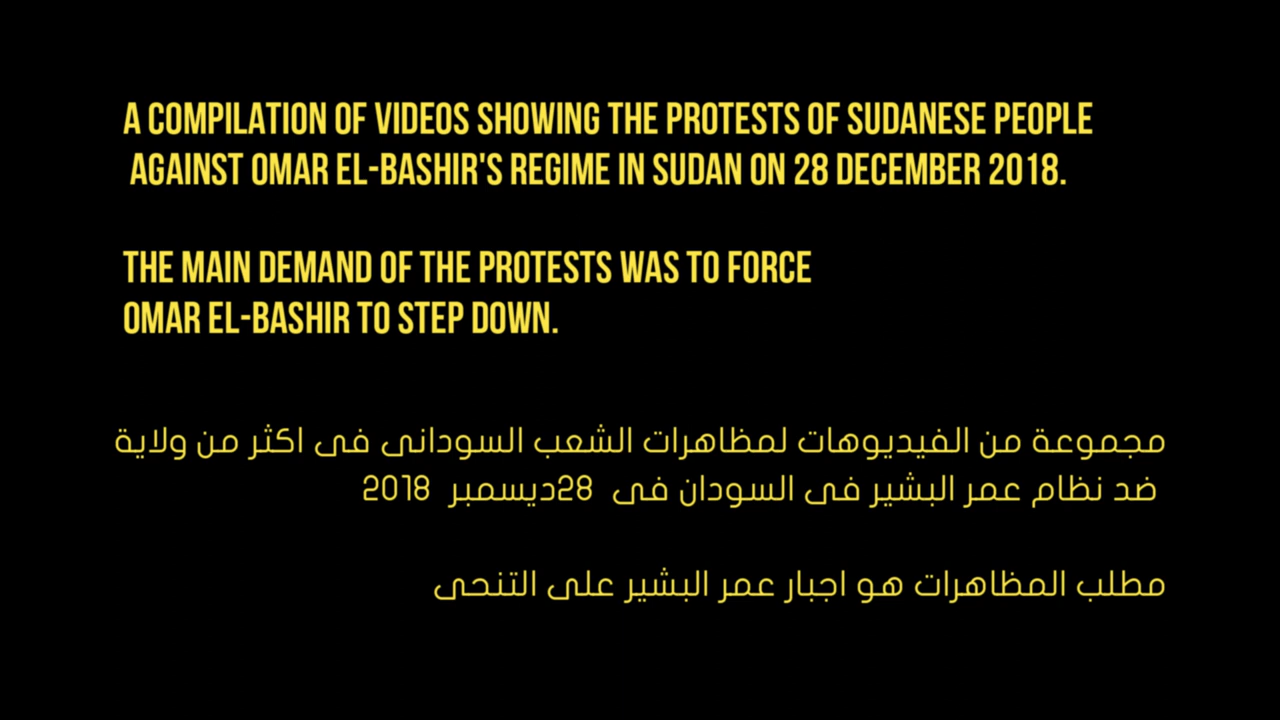 A COMPILATION OF VIDEOS SHOWING THE PROTESTS OF SUDANESE PEOPLE
AGAINST OMAR EL-BASHIR'S REGIME IN SUDAN ON 28 DECEMBER 2018.
THE MAIN DEMAND OF THE PROTESTS WAS TO FORCE
OMAR EL-BASHIR TO STEP DOWN.
مجموعة من الفيديوهات لمظاهرات الشعب السودانى فى اكثر من ولاية
ضد نظام عمر البشير فى السودان فى 28ديسمبر 2018
مطلب المظاهرات هو اجبار عمر البشير على التنحى